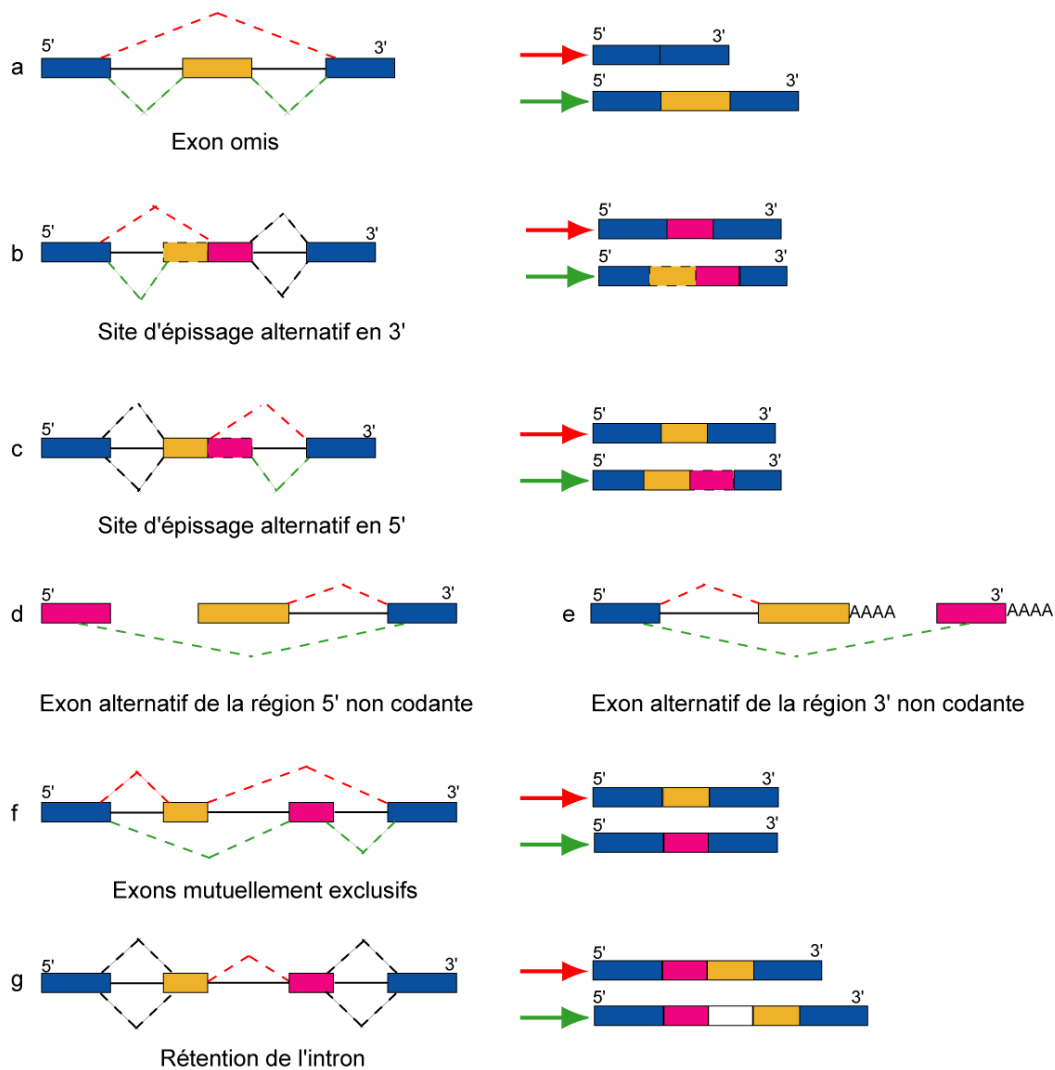 5' 3' 5' 3'
a
5' 3'
Exon omis
5' 3' 5' 3'
b
5' 3'
Site d'épissage alternatif en 3'
5' 3' 5' 3'
c
5' 3'
Site d'épissage alternatif en 5'
5' 3' 5' 3'
d e AAAA AAAA
Exon alternatif de la région 5' non codante Exon alternatif de la région 3' non codante
5' 3' 5' 3'
f
5' 3'
Exons mutuellement exclusifs
5' 3' 5' 3'
g
5' 3'
Rétention de l'intron